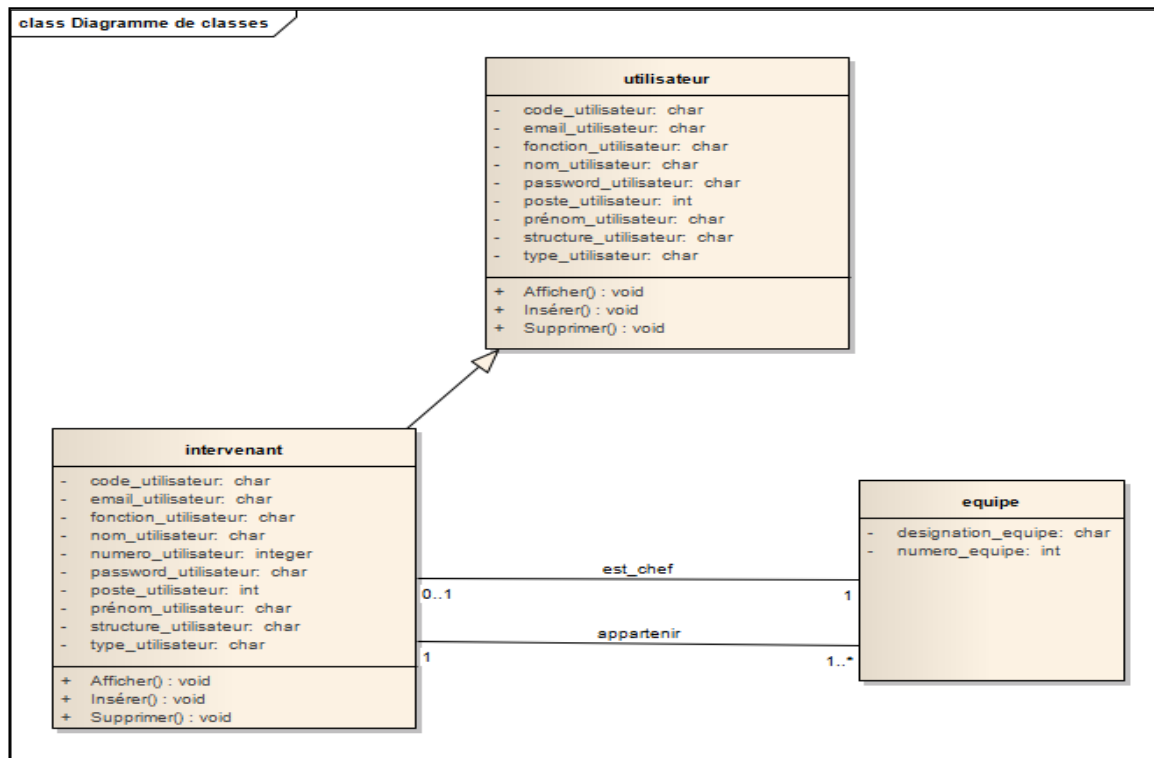 class Diagramme de classes
utilisateur
- code_utilisateur: char
- email_utilisateur: char
- fonction_utilisateur: char
- nom_utilisateur: char
- password_utilisateur: char
- poste_utilisateur: int
- prénom_utilisateur: char
- structure_utilisateur: char
- type_utilisateur: char
+ Afficher() : void
+ Insérer() : void
+ Supprimer() : void
intervenant
- code_utilisateur: char
- email_utilisateur: char
- fonction_utilisateur: char
- nom_utilisateur: char
- numero_utilisateur: integer
- password_utilisateur: char
- poste_utilisateur: int
- prénom_utilisateur: char
- structure_utilisateur: char
- type_utilisateur: char
+ Afficher() : void
+ Insérer() : void
+ Supprimer() : void
est_chef
0..1 1
appartenir
1 1..*
equipe
- designation_equipe: char
- numero_equipe: int